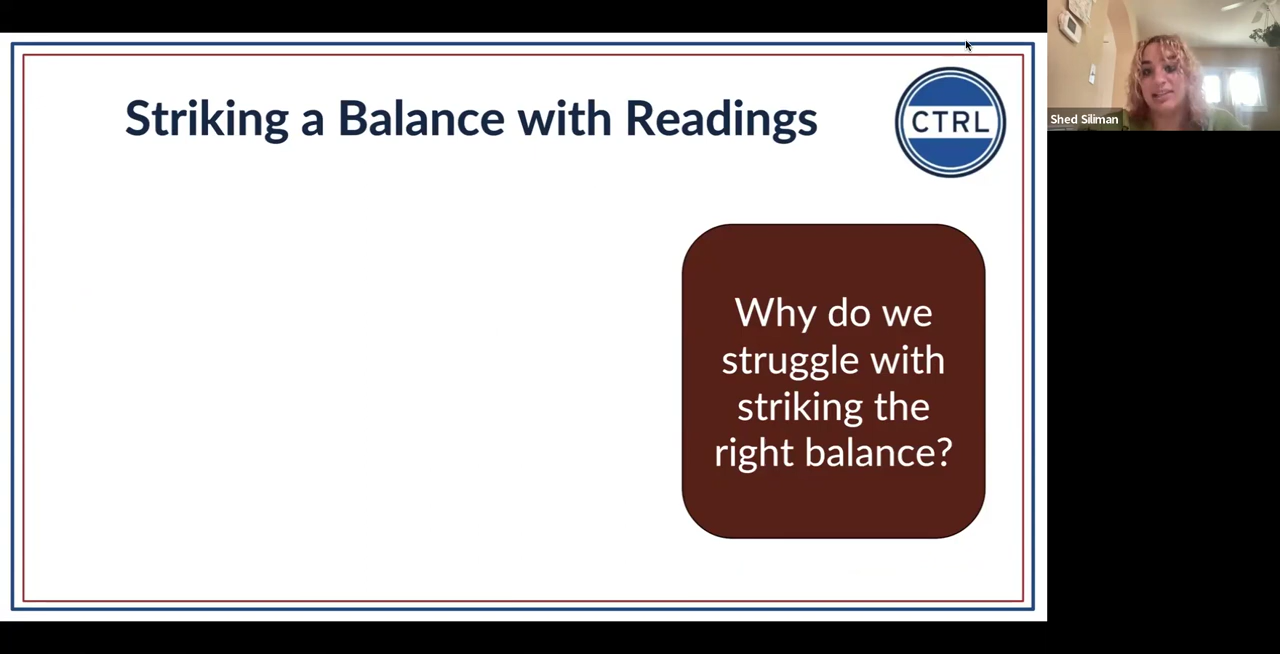 Striking a Balance with Readings
CTRL
Why do we
struggle with
striking the
right balance?
Shed Siliman